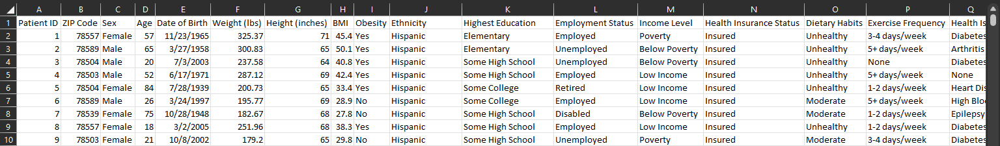 A B C D E F G H I J K L M N O P Q
1 Patient ID ZIP Code Sex Age Date of Birth Weight (lbs) Height (inches) BMI Obesity Ethnicity Highest Education Employment Status Income Level Health Insurance Status Dietary Habits Exercise Frequency Health Is
2 1 78557 Female 57 11/23/1965 325.37 71 45.4 Yes Hispanic Elementary Employed Poverty Insured Unhealthy 3-4 days/week Diabetes
3 2 78589 Male 65 3/27/1958 300.83 65 50.1 Yes Hispanic Elementary Unemployed Below Poverty Insured Unhealthy 5+ days/week Arthritis
4 3 78504 Male 20 7/3/2003 237.58 64 40.8 Yes Hispanic Some High School Unemployed Below Poverty Insured Unhealthy None Diabetes
5 4 78503 Male 52 6/17/1971 287.12 69 42.4 Yes Hispanic Some High School Employed Low Income Insured Unhealthy 5+ days/week None
6 5 78504 Female 84 7/28/1939 200.73 65 33.4 Yes Hispanic Some College Retired Low Income Insured Unhealthy 1-2 days/week Heart Dis
7 6 78589 Male 26 3/24/1997 195.77 69 28.9 No Hispanic Some College Employed Low Income Insured Moderate 5+ days/week High Blo
8 7 78539 Female 75 10/28/1948 182.67 68 27.8 No Hispanic Some High School Disabled Below Poverty Insured Moderate 1-2 days/week Epilepsy
9 8 78557 Female 18 3/2/2005 251.96 68 38.3 Yes Hispanic Some High School Employed Low Income Insured Unhealthy 1-2 days/week Diabetes
10 9 78503 Female 21 10/8/2002 179.2 65 29.8 No Hispanic Some High School Unemployed Poverty Insured Moderate 3-4 days/week Diabetes